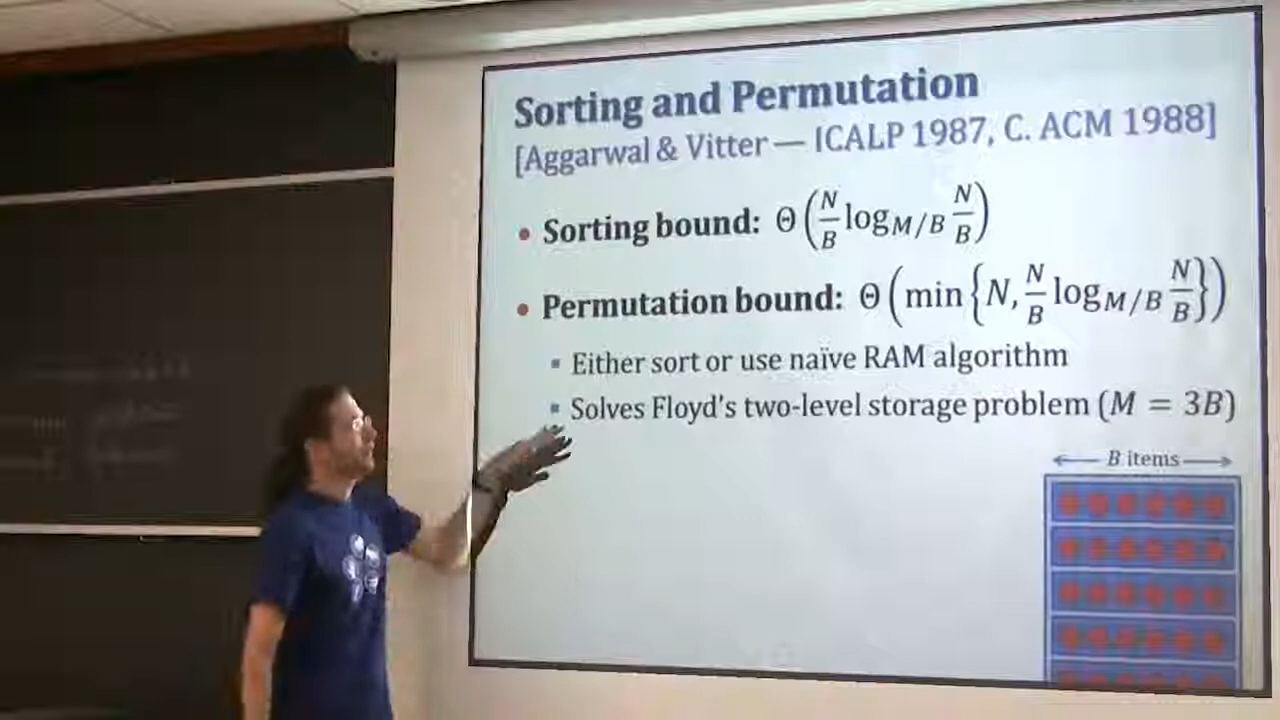 Sorting and Permutation
[Aggarwal & Vitter — ICALP 1987, C. ACM 1988]
• Sorting bound: Θ(N/B log_{M/B} N/B)
• Permutation bound: Θ(min{N, N/B log_{M/B} N/B})
▪ Either sort or use naïve RAM algorithm
▪ Solves Floyd's two-level storage problem (M = 3B)
B items